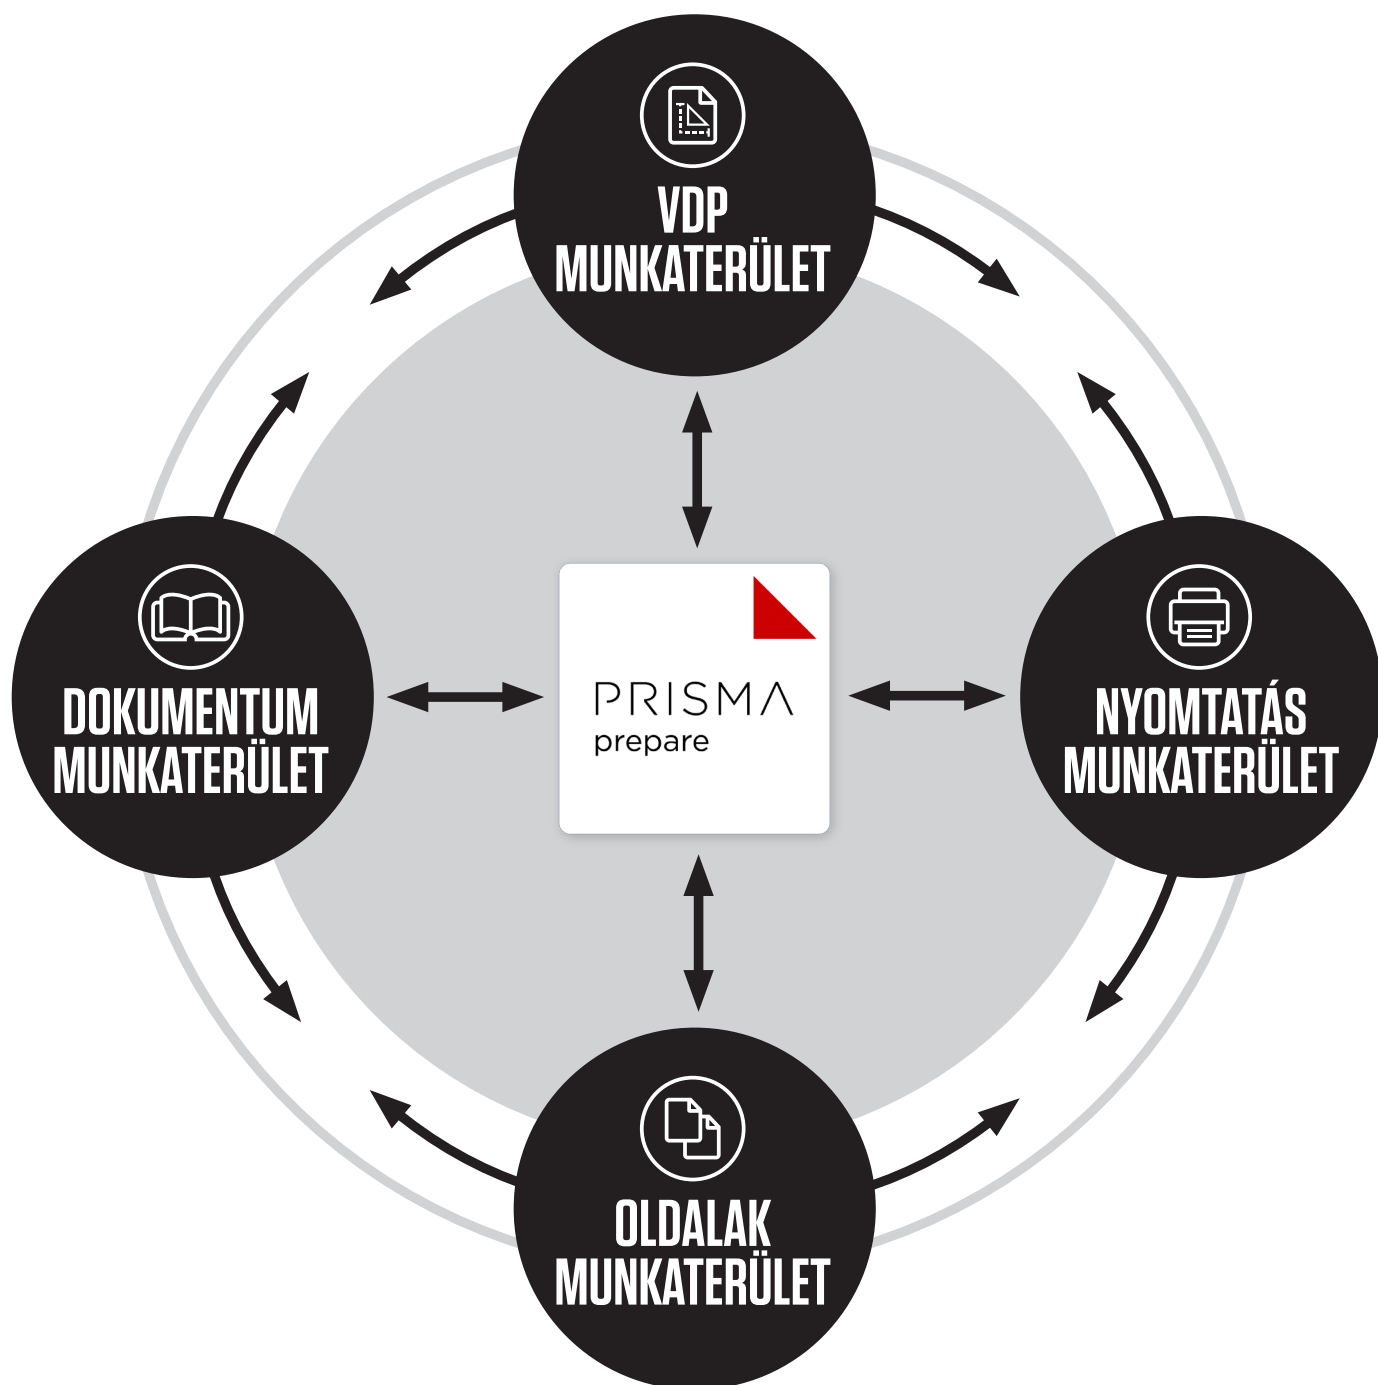 VDP
MUNKATERÜLET
DOKUMENTUM
MUNKATERÜLET
PRISMA
prepare
NYOMTATÁS
MUNKATERÜLET
OLDALAK
MUNKATERÜLET